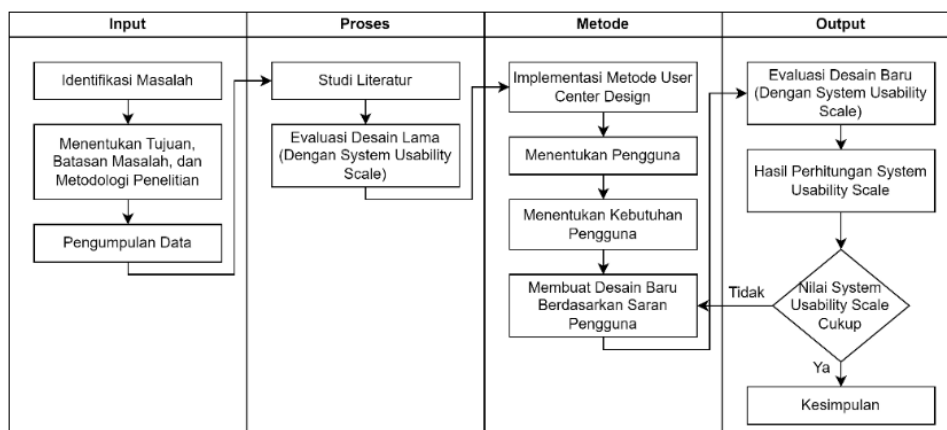 Input
Identifikasi Masalah
Menentukan Tujuan,
Batasan Masalah, dan
Metodologi Penelitian
Pengumpulan Data
Proses
Studi Literatur
Evaluasi Desain Lama
(Dengan System Usability
Scale)
Metode
Implementasi Metode User
Center Design
Menentukan Pengguna
Menentukan Kebutuhan
Pengguna
Membuat Desain Baru
Berdasarkan Saran
Pengguna
Output
Evaluasi Desain Baru
(Dengan System Usability
Scale)
Hasil Perhitungan System
Usability Scale
Nilai System
Usability Scale
Cukup
Tidak
Ya
Kesimpulan